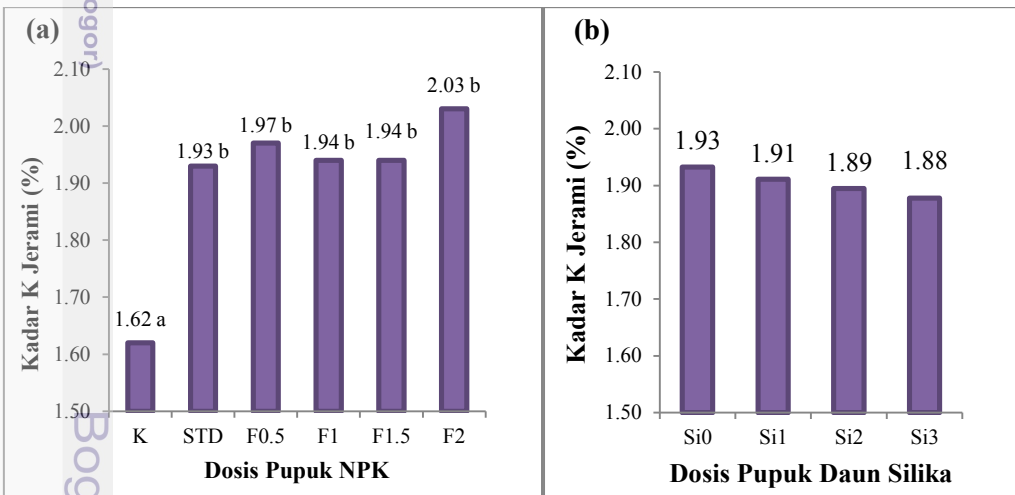 (a)
Kadar K Jerami (%)
2.10
2.00
1.90
1.80
1.70
1.60
1.50
1.62 a
1.93 b
1.97 b
1.94 b
1.94 b
2.03 b
K STD F0.5 F1 F1.5 F2
Dosis Pupuk NPK
(b)
Kadar K Jerami (%)
2.10
2.00
1.90
1.80
1.70
1.60
1.50
1.93
1.91
1.89
1.88
Si0 Si1 Si2 Si3
Dosis Pupuk Daun Silika
ogor)
Bog